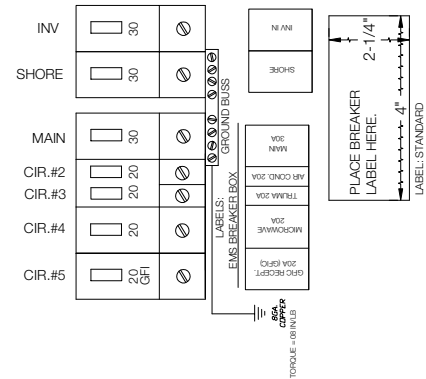 INV
30
SHORE
30
MAIN
30
CIR.#2
20
CIR.#3
20
CIR.#4
20
CIR.#5
20
GFI
GROUND BUSS
LABELS:
EMS BREAKER BOX
INV IN
SHORE
MAIN
30A
AIR COND. 20A
TRUMA 20A
MICROWAVE
20A
GFIC RECEPT.
20A (GFIC)
8GA.
COPPER
TORQUE = 08 IN/LB
2-1/4"
4"
PLACE BREAKER
LABEL HERE.
LABEL: STANDARD